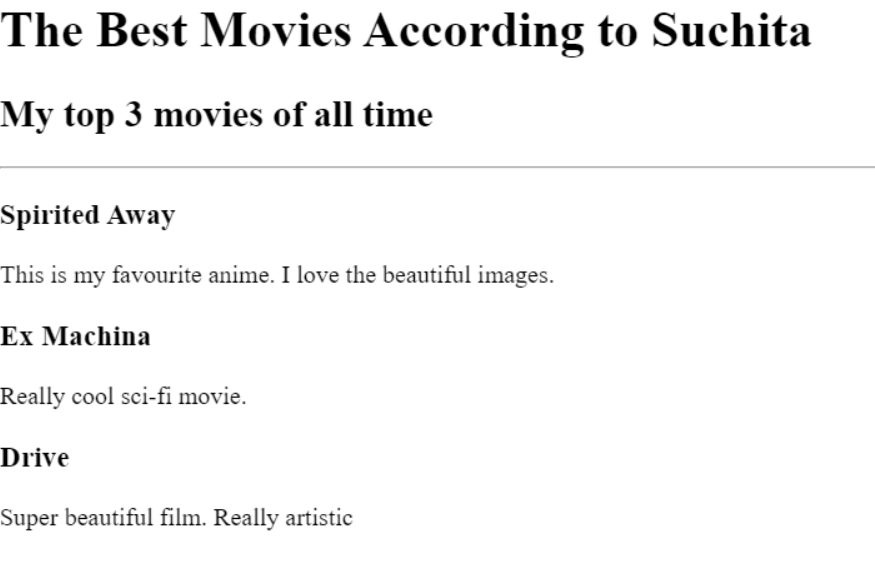 The Best Movies According to Suchita
My top 3 movies of all time
Spirited Away
This is my favourite anime. I love the beautiful images.
Ex Machina
Really cool sci-fi movie.
Drive
Super beautiful film. Really artistic